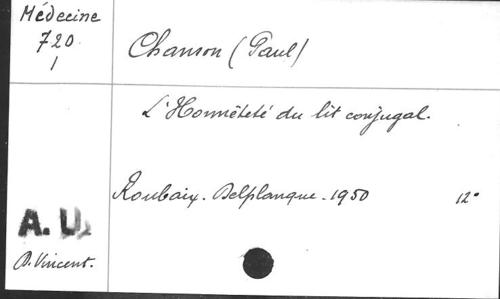 Médecine
720
1
Chanson (Paul)
L'Honnêteté du lit conjugal.
Roubaix. Delplanque. 1950 12°
A.U.
D. Vincent.